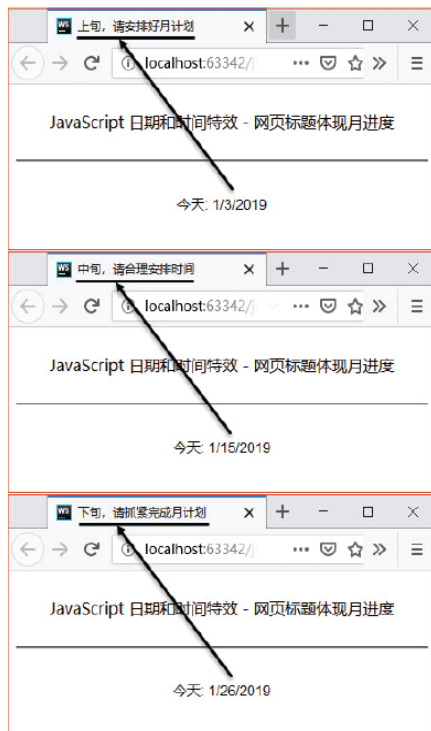 WS 上旬，请安排好月计划
localhost:63342/
JavaScript 日期和时间特效 - 网页标题体现月进度
今天: 1/3/2019
WS 中旬，请合理安排时间
localhost:63342/
JavaScript 日期和时间特效 - 网页标题体现月进度
今天: 1/15/2019
WS 下旬，请抓紧完成月计划
localhost:63342/
JavaScript 日期和时间特效 - 网页标题体现月进度
今天: 1/26/2019